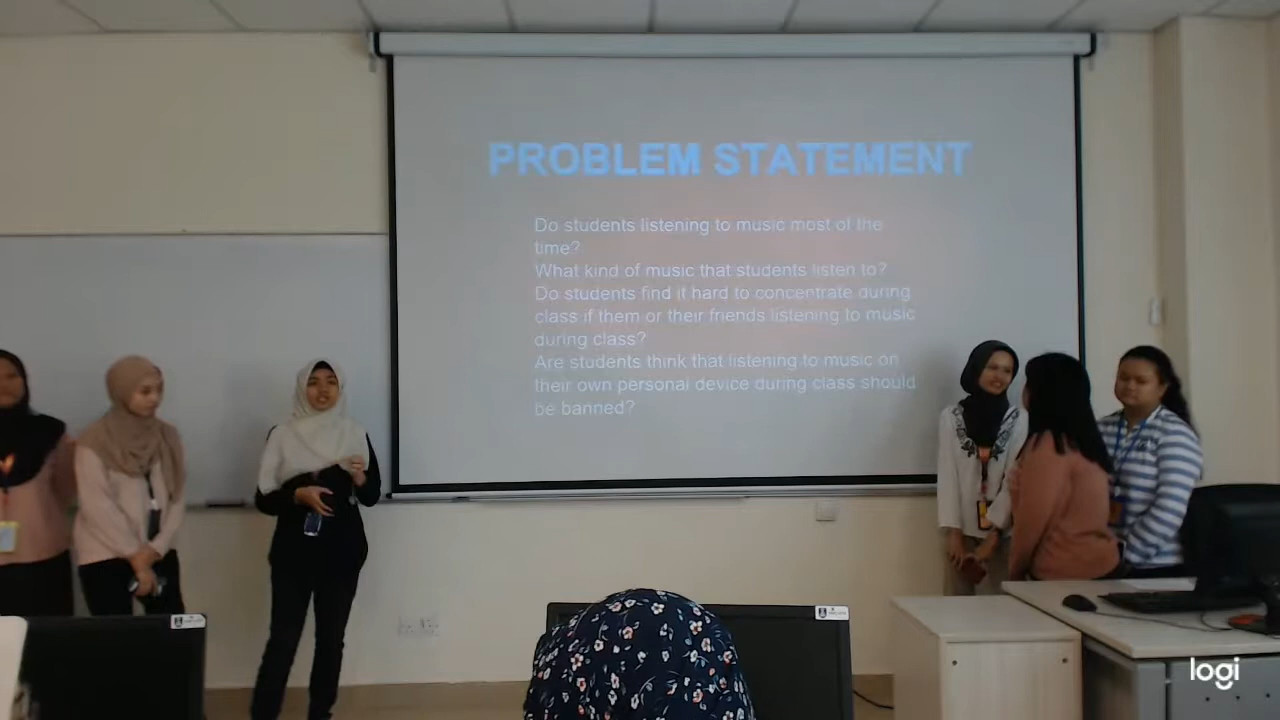 PROBLEM STATEMENT
Do students listening to music most of the
time?
What kind of music that students listen to?
Do students find it hard to concentrate during
class if them or their friends listening to music
during class?
Are students think that listening to music on
their own personal device during class should
be banned?
logi